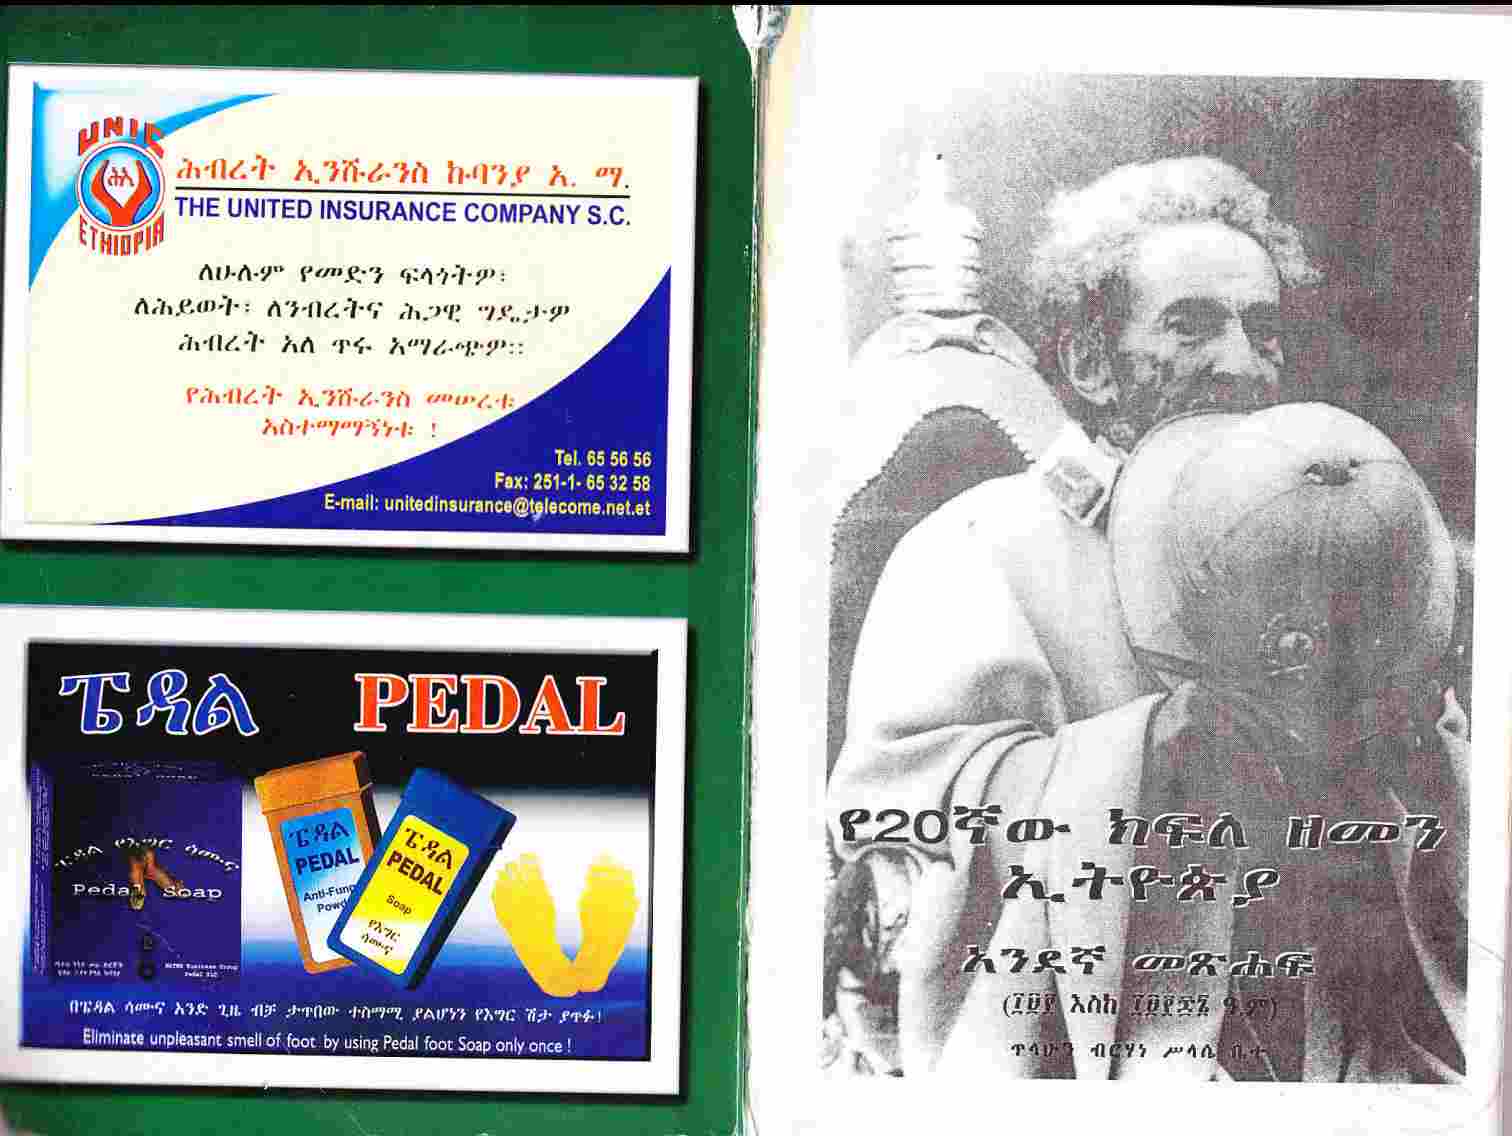 UNIC
ሕኢ
ETHIOPIA
ሕብረት ኢንሹራንስ ኩባንያ አ. ማ.
THE UNITED INSURANCE COMPANY S.C.
ለሁሉም የመድን ፍላጎትዎ፡
ለሕይወት፡ ለንብረትና ሕጋዊ ግዴታዎ
ሕብረት አለ ጥሩ አማራጭዎ።
የሕብረት ኢንሹራንስ መሠረቱ
አስተማማኝነቱ !
Tel. 65 56 56
Fax: 251-1- 65 32 58
E-mail: unitedinsurance@telecome.net.et
ፔዳል PEDAL
ፔዳል የእግር ሳሙና
Pedal Soap
ፔዳል
PEDAL
Anti-Fung
Powd
ፔዳል
PEDAL
Soap
የእግር
ሳሙና
በፔዳል ሳሙና አንድ ጊዜ ብቻ ታጥበው ተስማሚ ያልሆነን የእግር ሽታ ያጥፉ!
Eliminate unpleasant smell of foot by using Pedal foot Soap only once !
የ20ኛው ክፍለ ዘመን
ኢትዮጵያ
አንደኛ መጽሐፍ
ጥላሁን ብርሃነ ሥላሴ